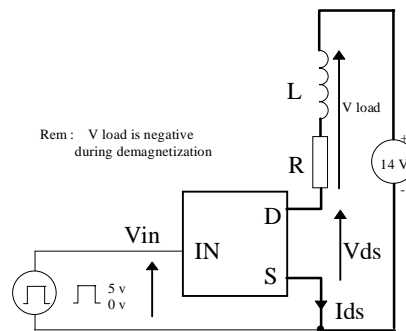 L
V load
Rem : V load is negative
during demagnetization
R
+
14 V
-
D
Vin
IN
Vds
S
5 v
0 v
Ids